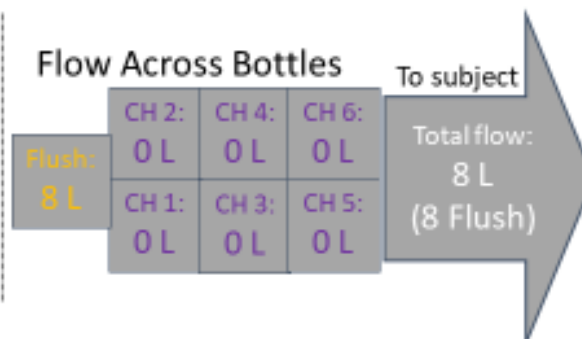 Flow Across Bottles
To subject
Flush:
8 L
CH 2:
0 L
CH 4:
0 L
CH 6:
0 L
CH 1:
0 L
CH 3:
0 L
CH 5:
0 L
Total flow:
8 L
(8 Flush)